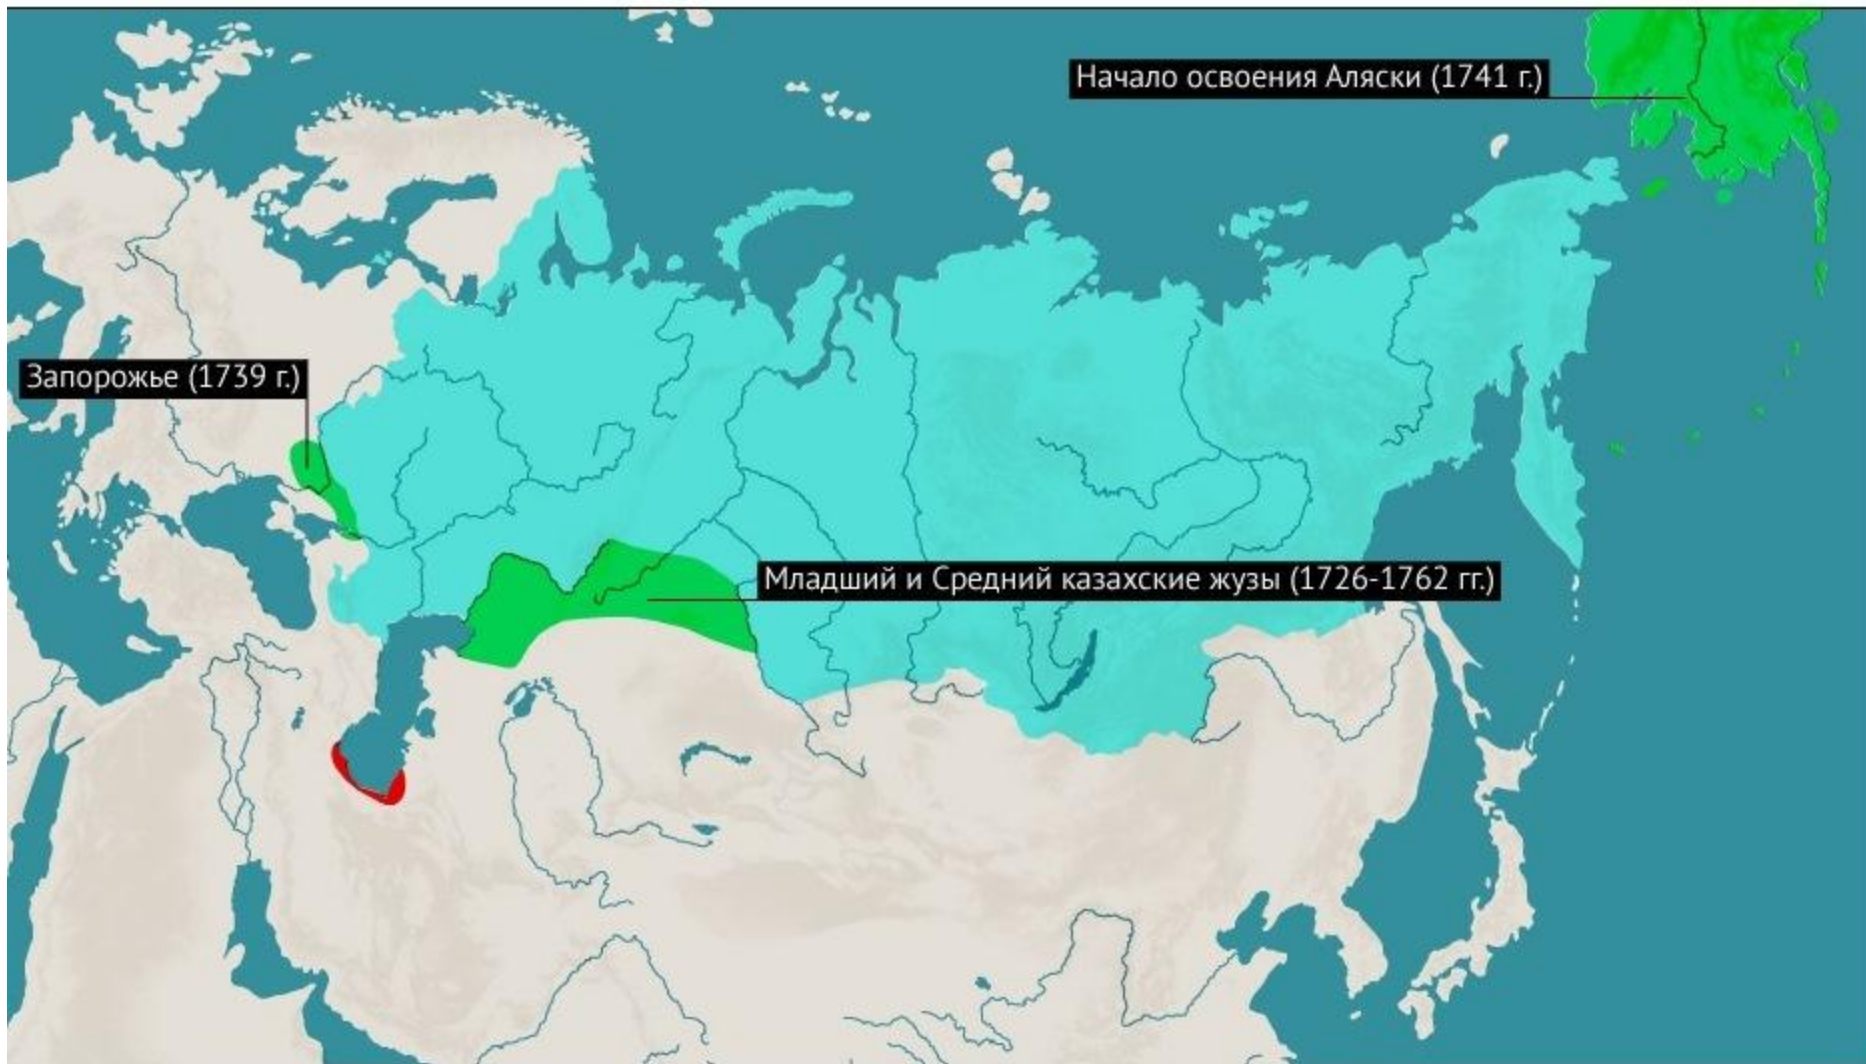 Начало освоения Аляски (1741 г.)
Запорожье (1739 г.)
Младший и Средний казахские жузы (1726-1762 гг.)